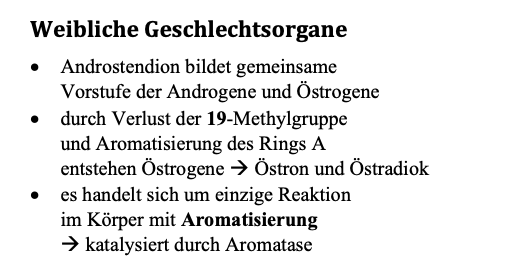 Weibliche Geschlechtsorgane
• Androstendion bildet gemeinsame
Vorstufe der Androgene und Östrogene
• durch Verlust der 19-Methylgruppe
und Aromatisierung des Rings A
entstehen Östrogene → Östron und Östradiok
• es handelt sich um einzige Reaktion
im Körper mit Aromatisierung
→ katalysiert durch Aromatase